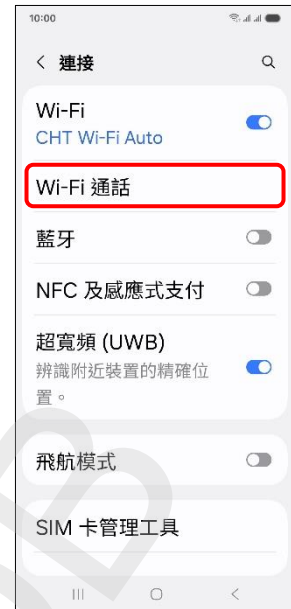 10:00
連接
Wi-Fi
CHT Wi-Fi Auto
Wi-Fi 通話
藍牙
NFC 及感應式支付
超寬頻 (UWB)
辨識附近裝置的精確位
置。
飛航模式
SIM 卡管理工具